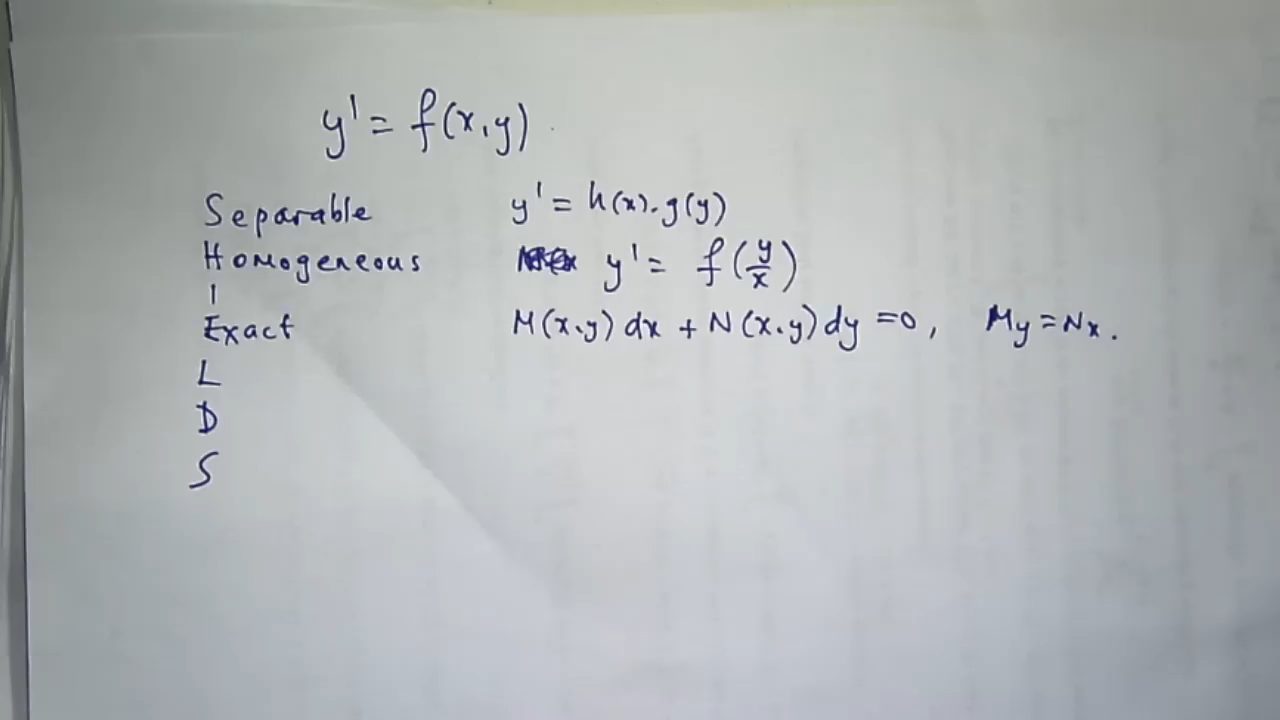 y' = f(x,y)
Separable y' = h(x).g(y)
Homogeneous y' = f(y/x)
I
Exact M(x,y) dx + N(x,y) dy = 0, My = Nx.
L
D
S